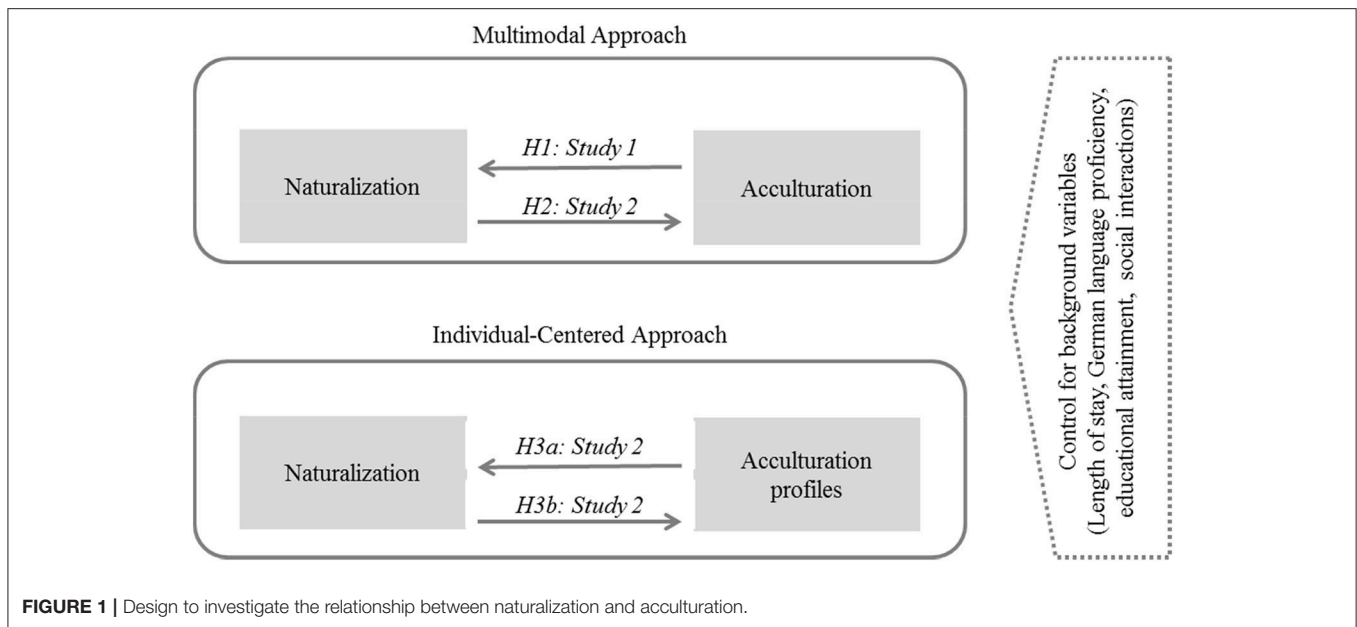 Multimodal Approach
Naturalization
H1: Study 1
H2: Study 2
Acculturation
Individual-Centered Approach
Naturalization
H3a: Study 2
H3b: Study 2
Acculturation
profiles
Control for background variables
(Length of stay, German language proficiency,
educational attainment, social interactions)
FIGURE 1 | Design to investigate the relationship between naturalization and acculturation.